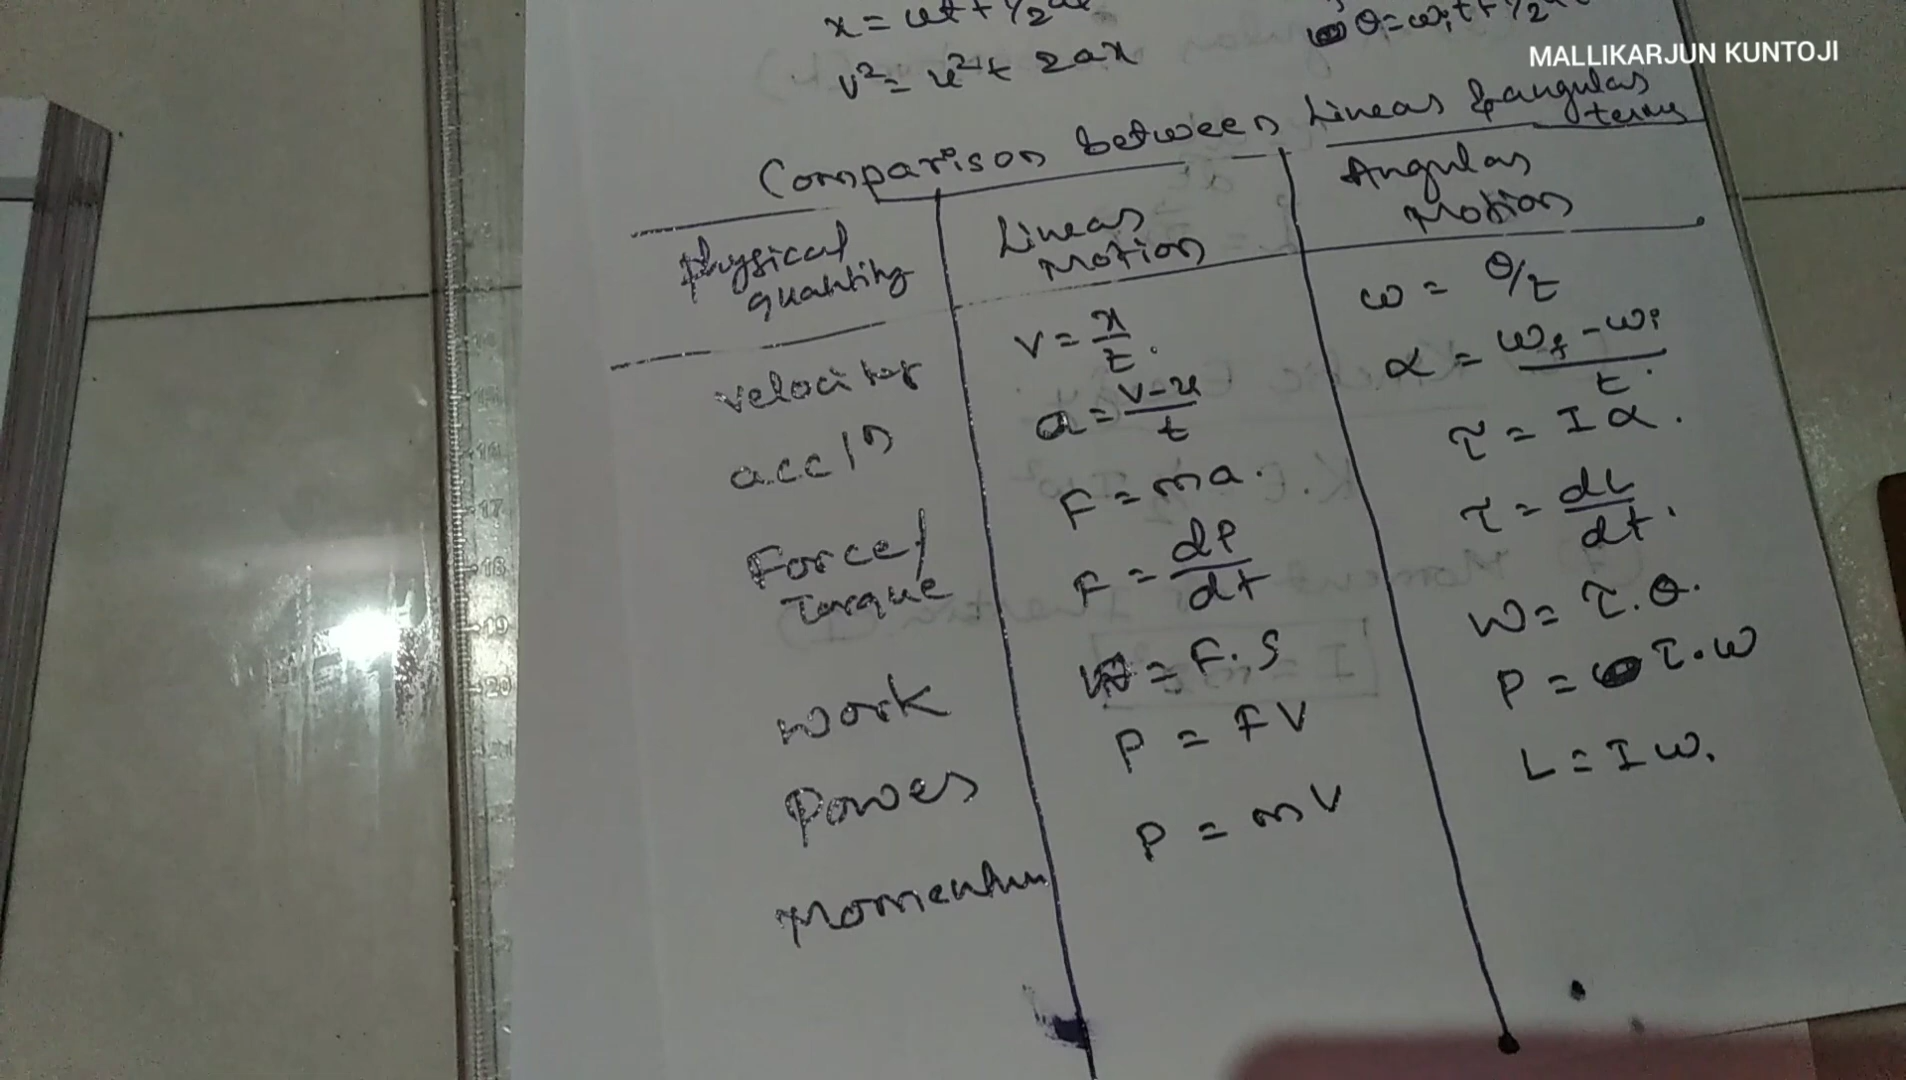 x = ut + 1/2 at
θ = ωit + 1/2
MALLIKARJUN KUNTOJI
v² = u² + 2ax
Comparison between Linear & angular terms
Physical quantity
Linear Motion
Angular Motion
velocity
v = x/t.
ω = θ/t
accln
a = v-u/t
α = ωf - ωi/t.
Force/Torque
F = ma.
τ = Iα.
F = dP/dt
τ = dL/dt.
Work
W = F.S
W = τ.θ.
Power
P = FV
P = τ.ω
Momentum
P = mV
L = Iω.